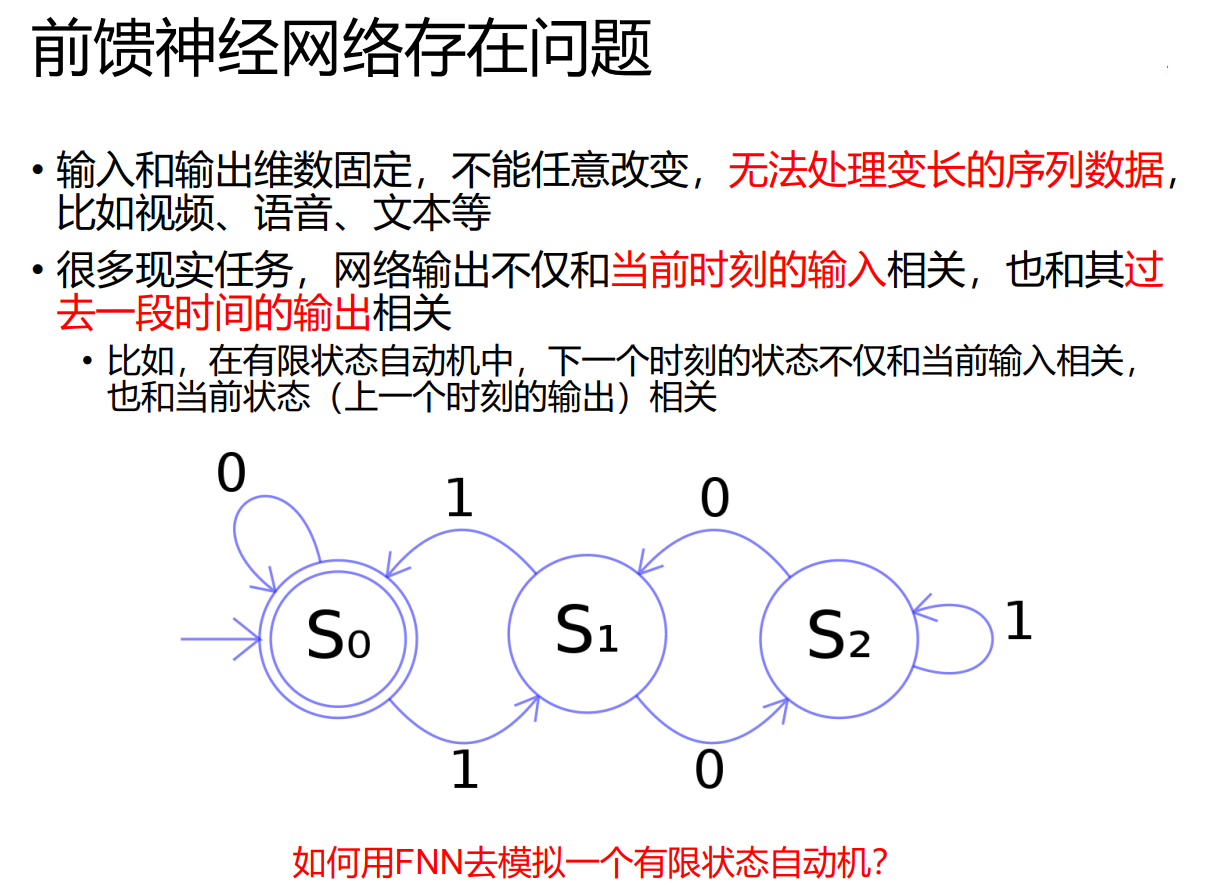 前馈神经网络存在问题
• 输入和输出维数固定，不能任意改变，无法处理变长的序列数据，
比如视频、语音、文本等
• 很多现实任务，网络输出不仅和当前时刻的输入相关，也和其过
去一段时间的输出相关
• 比如，在有限状态自动机中，下一个时刻的状态不仅和当前输入相关，
也和当前状态（上一个时刻的输出）相关
0
1
0
S₀
S₁
S₂
1
1
0
如何用FNN去模拟一个有限状态自动机？